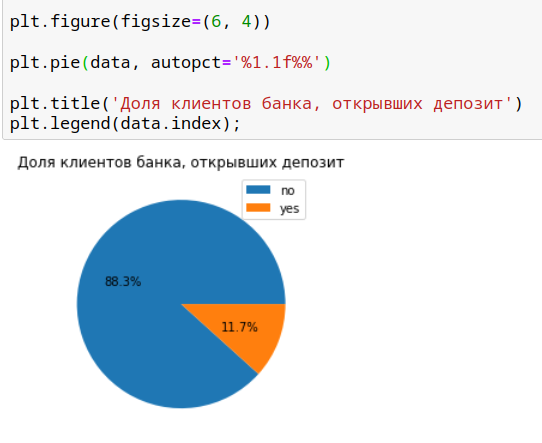 plt.figure(figsize=(6, 4))
plt.pie(data, autopct='%1.1f%%')
plt.title('Доля клиентов банка, открывших депозит')
plt.legend(data.index);
Доля клиентов банка, открывших депозит
no
yes
88.3%
11.7%